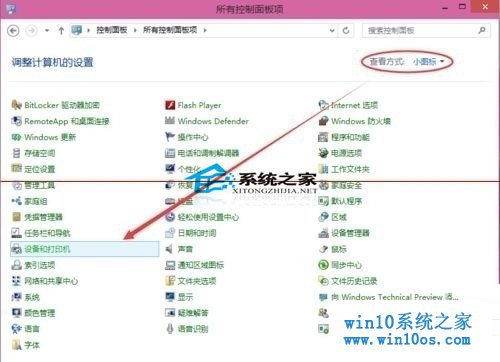 所有控制面板项
控制面板 所有控制面板项
搜索控制面板
调整计算机的设置
查看方式: 小图标
BitLocker 驱动器加密 Flash Player Internet 选项
RemoteApp 和桌面连接 Windows Defender Windows 防火墙
Windows 更新 操作中心 程序和功能
存储空间 电话和调制解调器 电源选项
定位设置 个性化 工作文件夹
管理工具 恢复 家庭安全
家庭组 键盘 默认程序
凭据管理器 轻松使用设置中心 区域
任务栏和导航 日期和时间 设备管理器
设备和打印机 声音 鼠标
索引选项 通知区域图标 同步中心
网络和共享中心 文件夹选项 文件历史记录
系统 显示 向 Windows Technical Preview 添...
颜色管理 疑难解答
语言 语音识别
字体
系统之家
XITONGZHIJIA.NET
win10系统之家
www.win10os.com